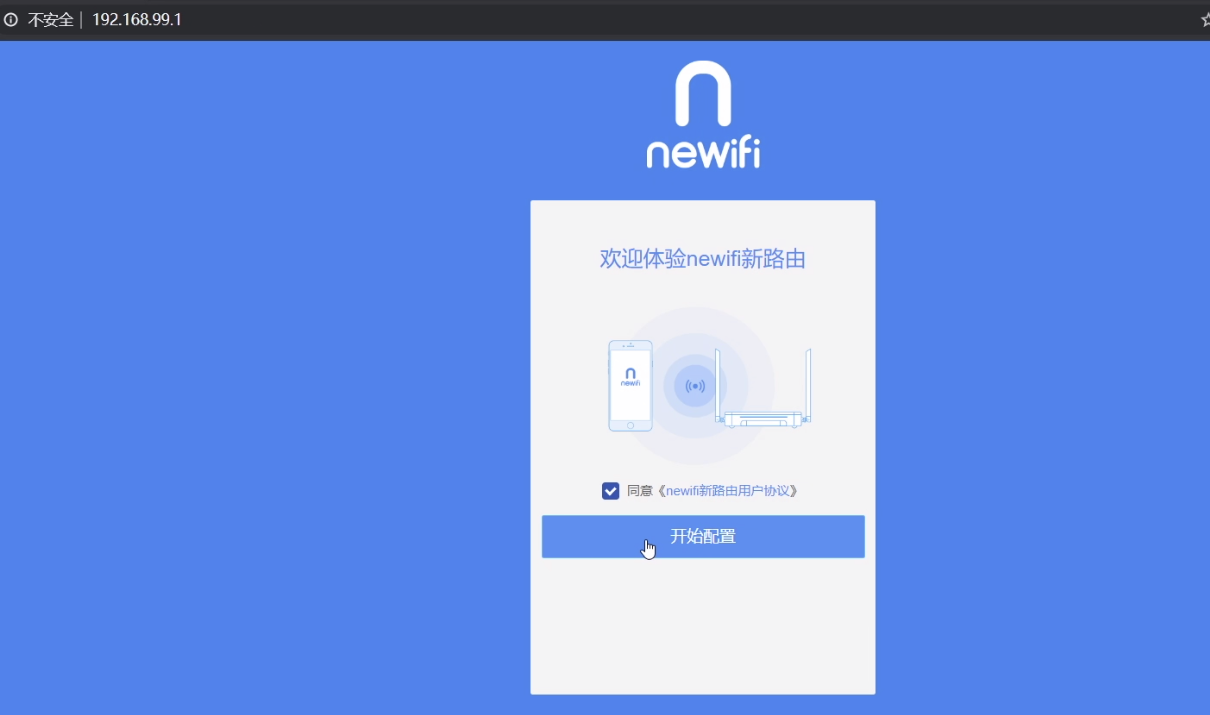 不安全 | 192.168.99.1
newifi
欢迎体验newifi新路由
newifi
同意《newifi新路由用户协议》
开始配置